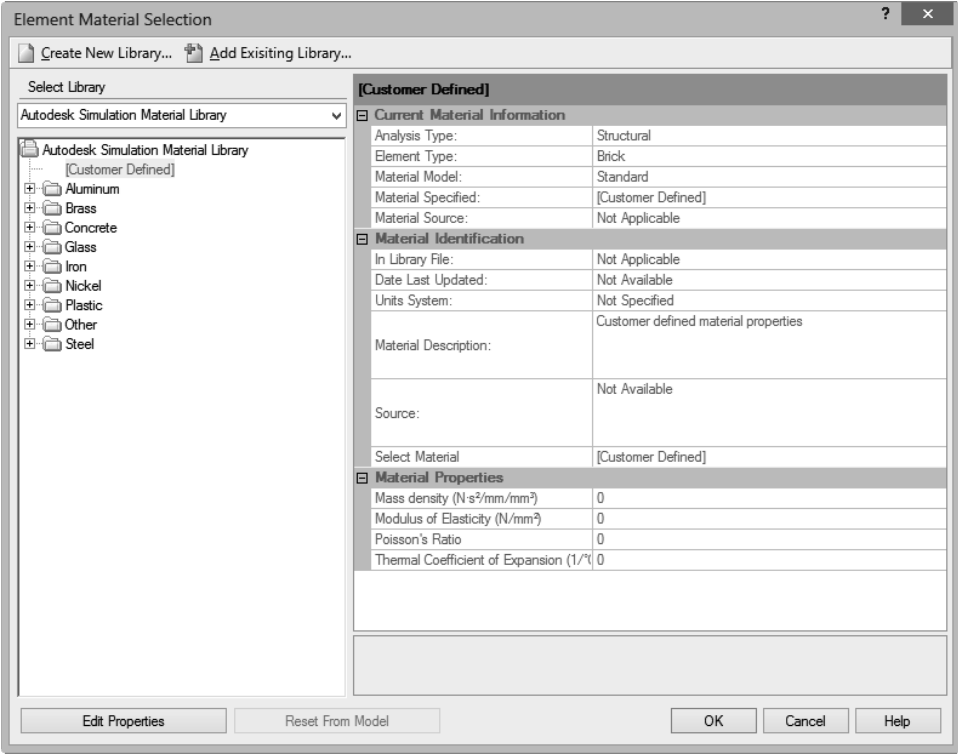 Element Material Selection
? ×
Create New Library... Add Exisiting Library...
Select Library
Autodesk Simulation Material Library
Autodesk Simulation Material Library
[Customer Defined]
Aluminum
Brass
Concrete
Glass
Iron
Nickel
Plastic
Other
Steel
[Customer Defined]
Current Material Information
Analysis Type: Structural
Element Type: Brick
Material Model: Standard
Material Specified: [Customer Defined]
Material Source: Not Applicable
Material Identification
In Library File: Not Applicable
Date Last Updated: Not Available
Units System: Not Specified
Material Description: Customer defined material properties
Source: Not Available
Select Material [Customer Defined]
Material Properties
Mass density (N·s²/mm/mm³) 0
Modulus of Elasticity (N/mm²) 0
Poisson's Ratio 0
Thermal Coefficient of Expansion (1/°( 0
Edit Properties Reset From Model OK Cancel Help